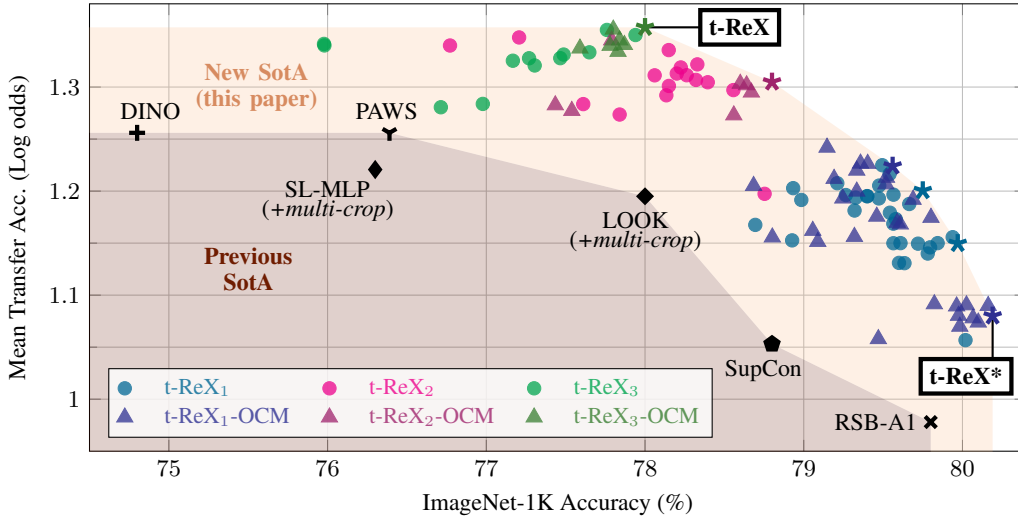 Mean Transfer Acc. (Log odds)
1.3
1.2
1.1
1
New SotA
(this paper)
DINO
PAWS
SL-MLP
(+multi-crop)
LOOK
(+multi-crop)
Previous
SotA
t-ReX
SupCon
RSB-A1
t-ReX*
t-ReX₁
t-ReX₂
t-ReX₃
t-ReX₁-OCM
t-ReX₂-OCM
t-ReX₃-OCM
75
76
77
78
79
80
ImageNet-1K Accuracy (%)